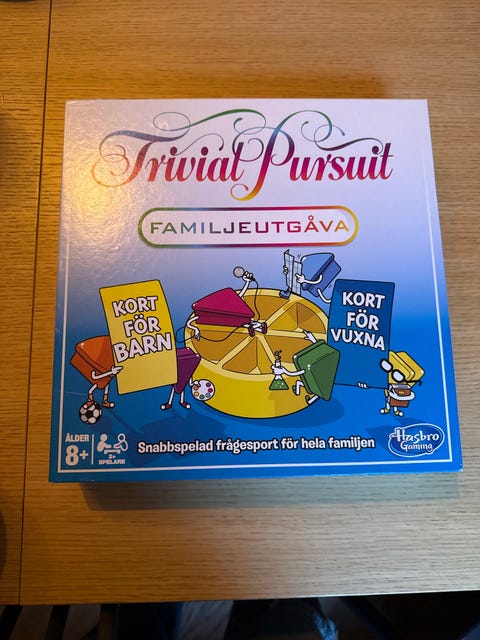 Trivial Pursuit
FAMILJEUTGÅVA
KORT
FÖR
BARN
KORT
FÖR
VUXNA
ÅLDER
8+
2+
SPELARE
Snabbspelad frågesport för hela familjen
Hasbro
Gaming